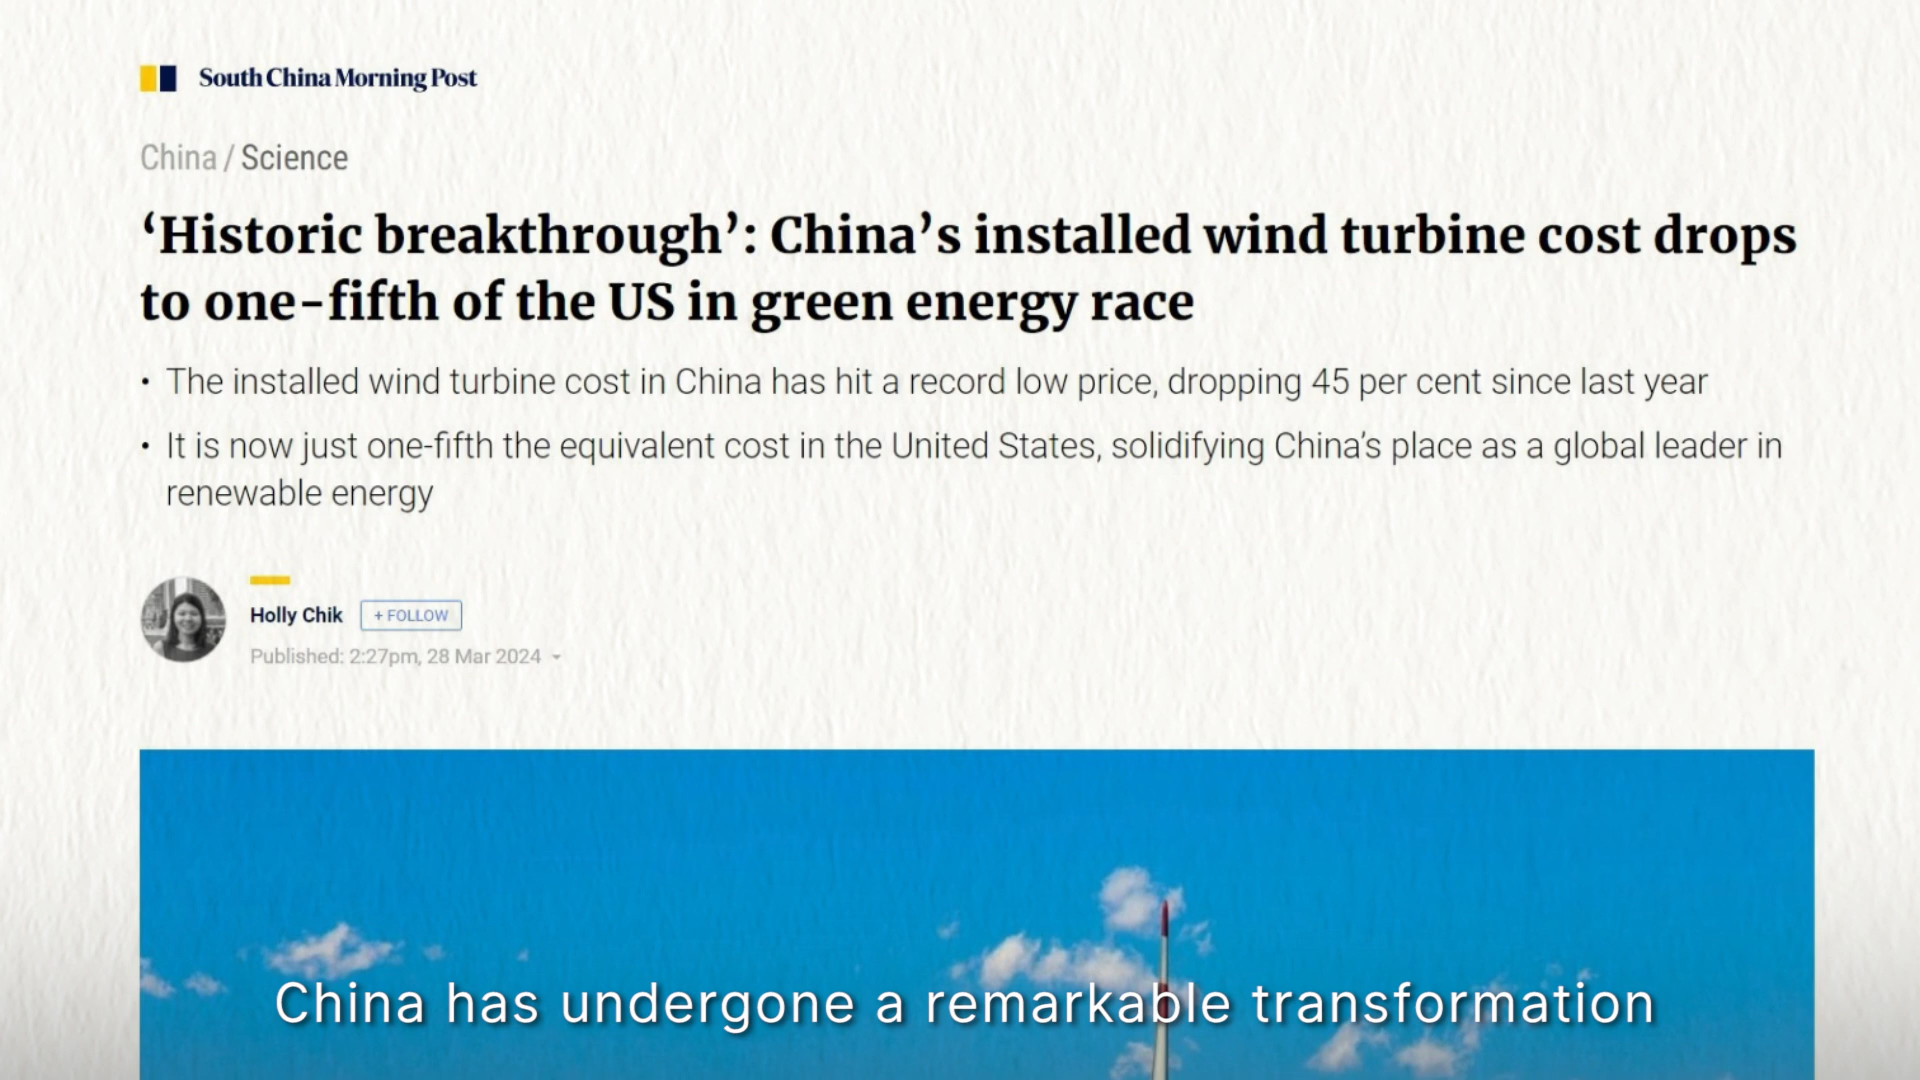 South China Morning Post
China / Science
‘Historic breakthrough’: China’s installed wind turbine cost drops
to one-fifth of the US in green energy race
• The installed wind turbine cost in China has hit a record low price, dropping 45 per cent since last year
• It is now just one-fifth the equivalent cost in the United States, solidifying China’s place as a global leader in
renewable energy
Holly Chik + FOLLOW
Published: 2:27pm, 28 Mar 2024
China has undergone a remarkable transformation